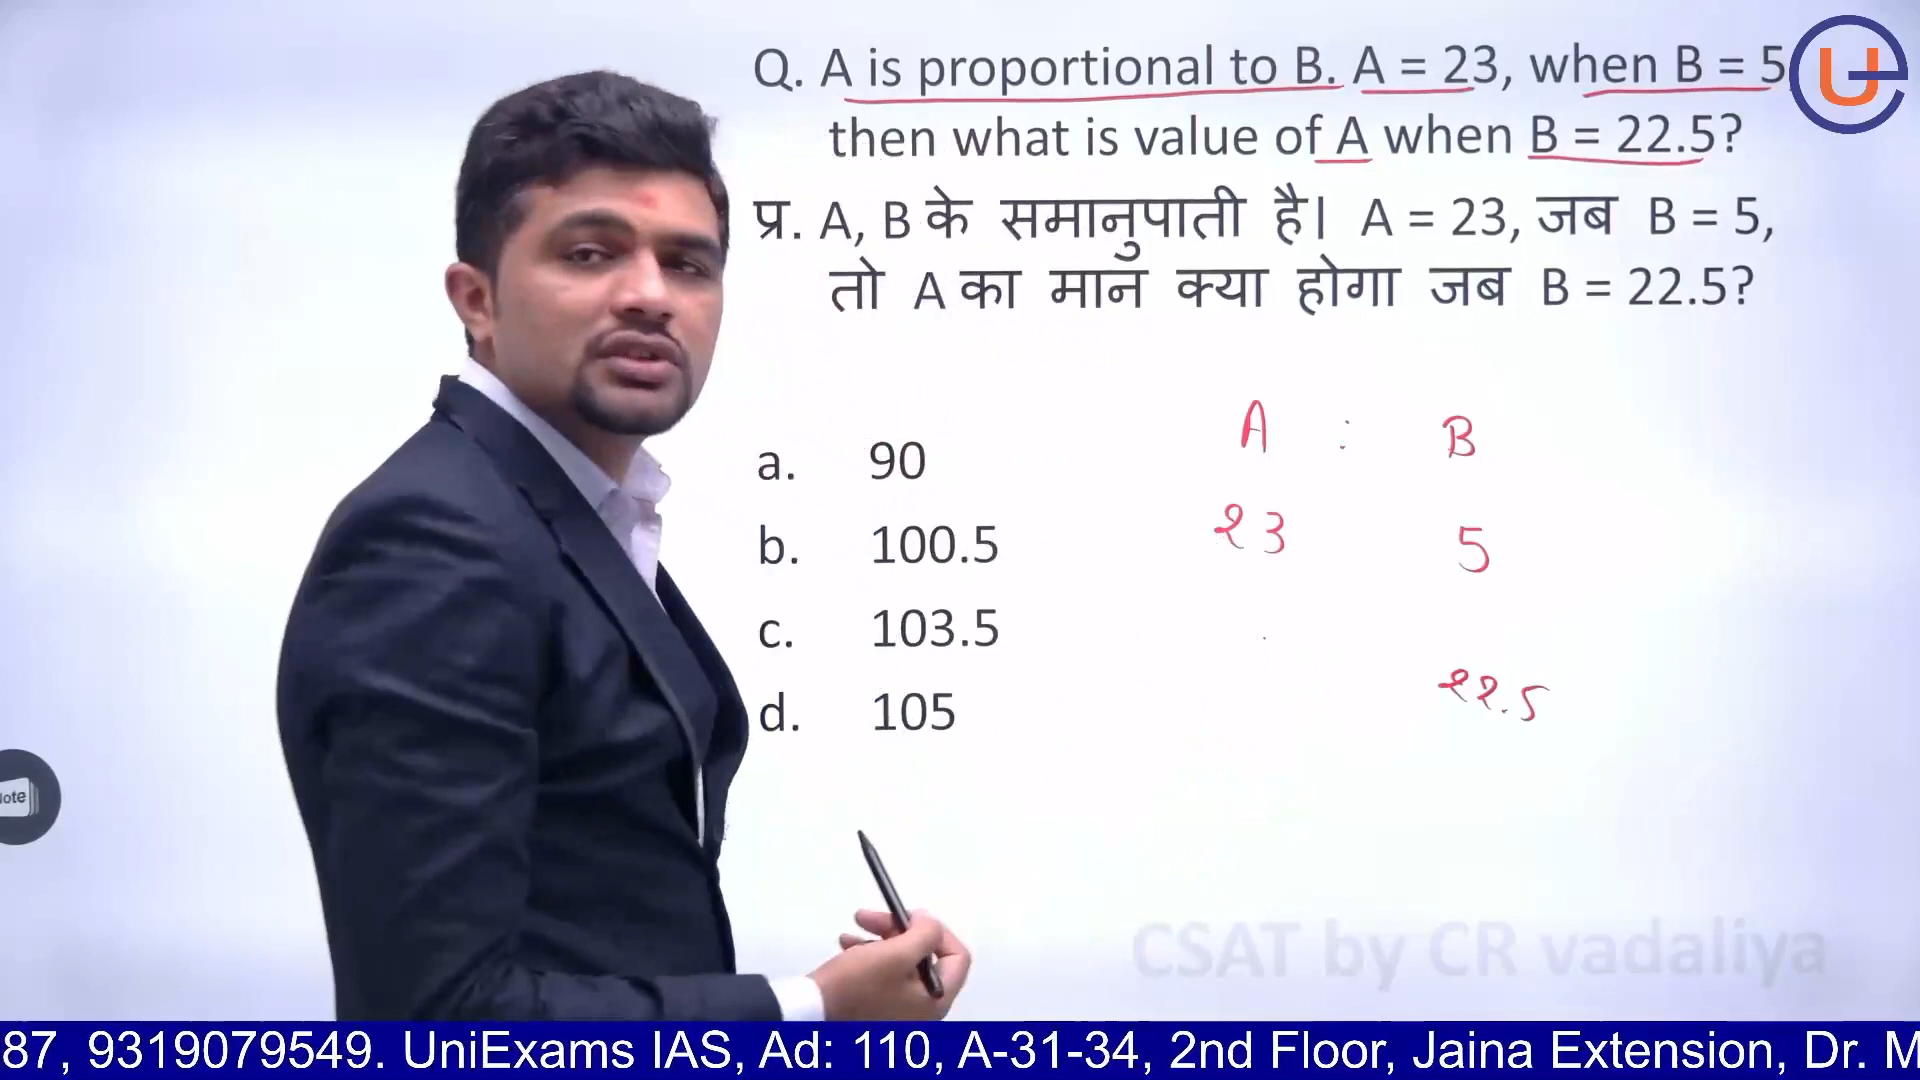 Q. A is proportional to B. A = 23, when B = 5,
then what is value of A when B = 22.5?
प्र. A, B के समानुपाती है। A = 23, जब B = 5,
तो A का मान क्या होगा जब B = 22.5?
A : B
a. 90
23 5
b. 100.5
c. 103.5
22.5
d. 105
CSAT by CR vadaliya
87, 9319079549. UniExams IAS, Ad: 110, A-31-34, 2nd Floor, Jaina Extension, Dr. M